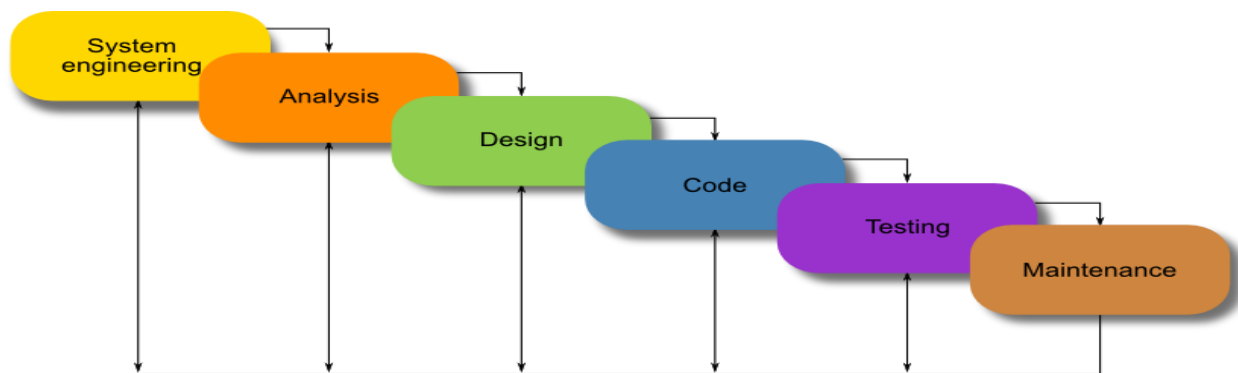 System
engineering
Analysis
Design
Code
Testing
Maintenance